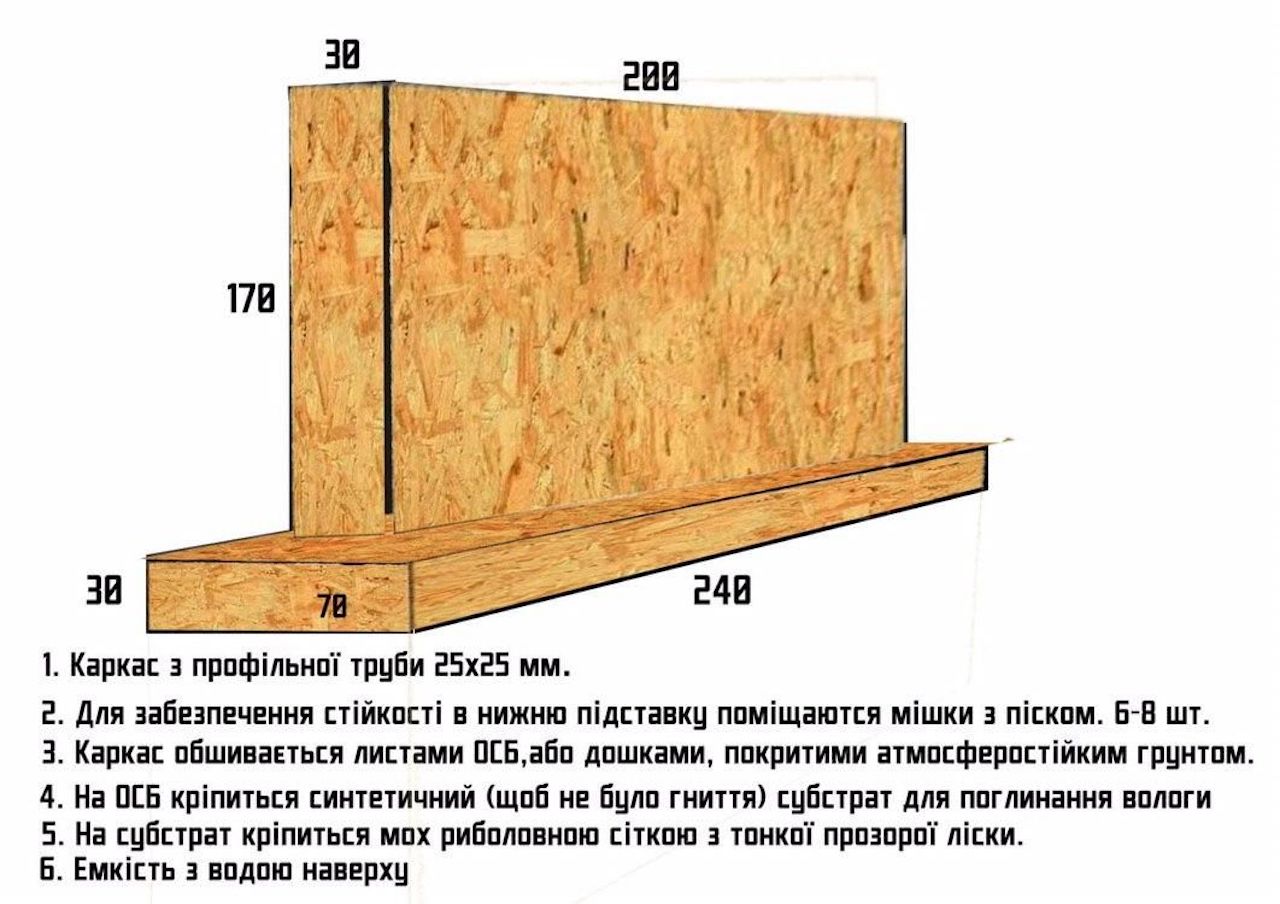 30
200
170
30
70
240
1. Каркас з профільної труби 25х25 мм.
2. Для забезпечення стійкості в нижню підставку поміщаются мішки з піском. 6-8 шт.
3. Каркас обшивається листами ОСБ,або дошками, покритими атмосферостійким грунтом.
4. На ОСБ кріпиться синтетичний (щоб не було гниття) субстрат для поглинання вологи
5. На субстрат кріпиться мох риболовною сіткою з тонкої прозорої ліски.
6. Емкість з водою наверху